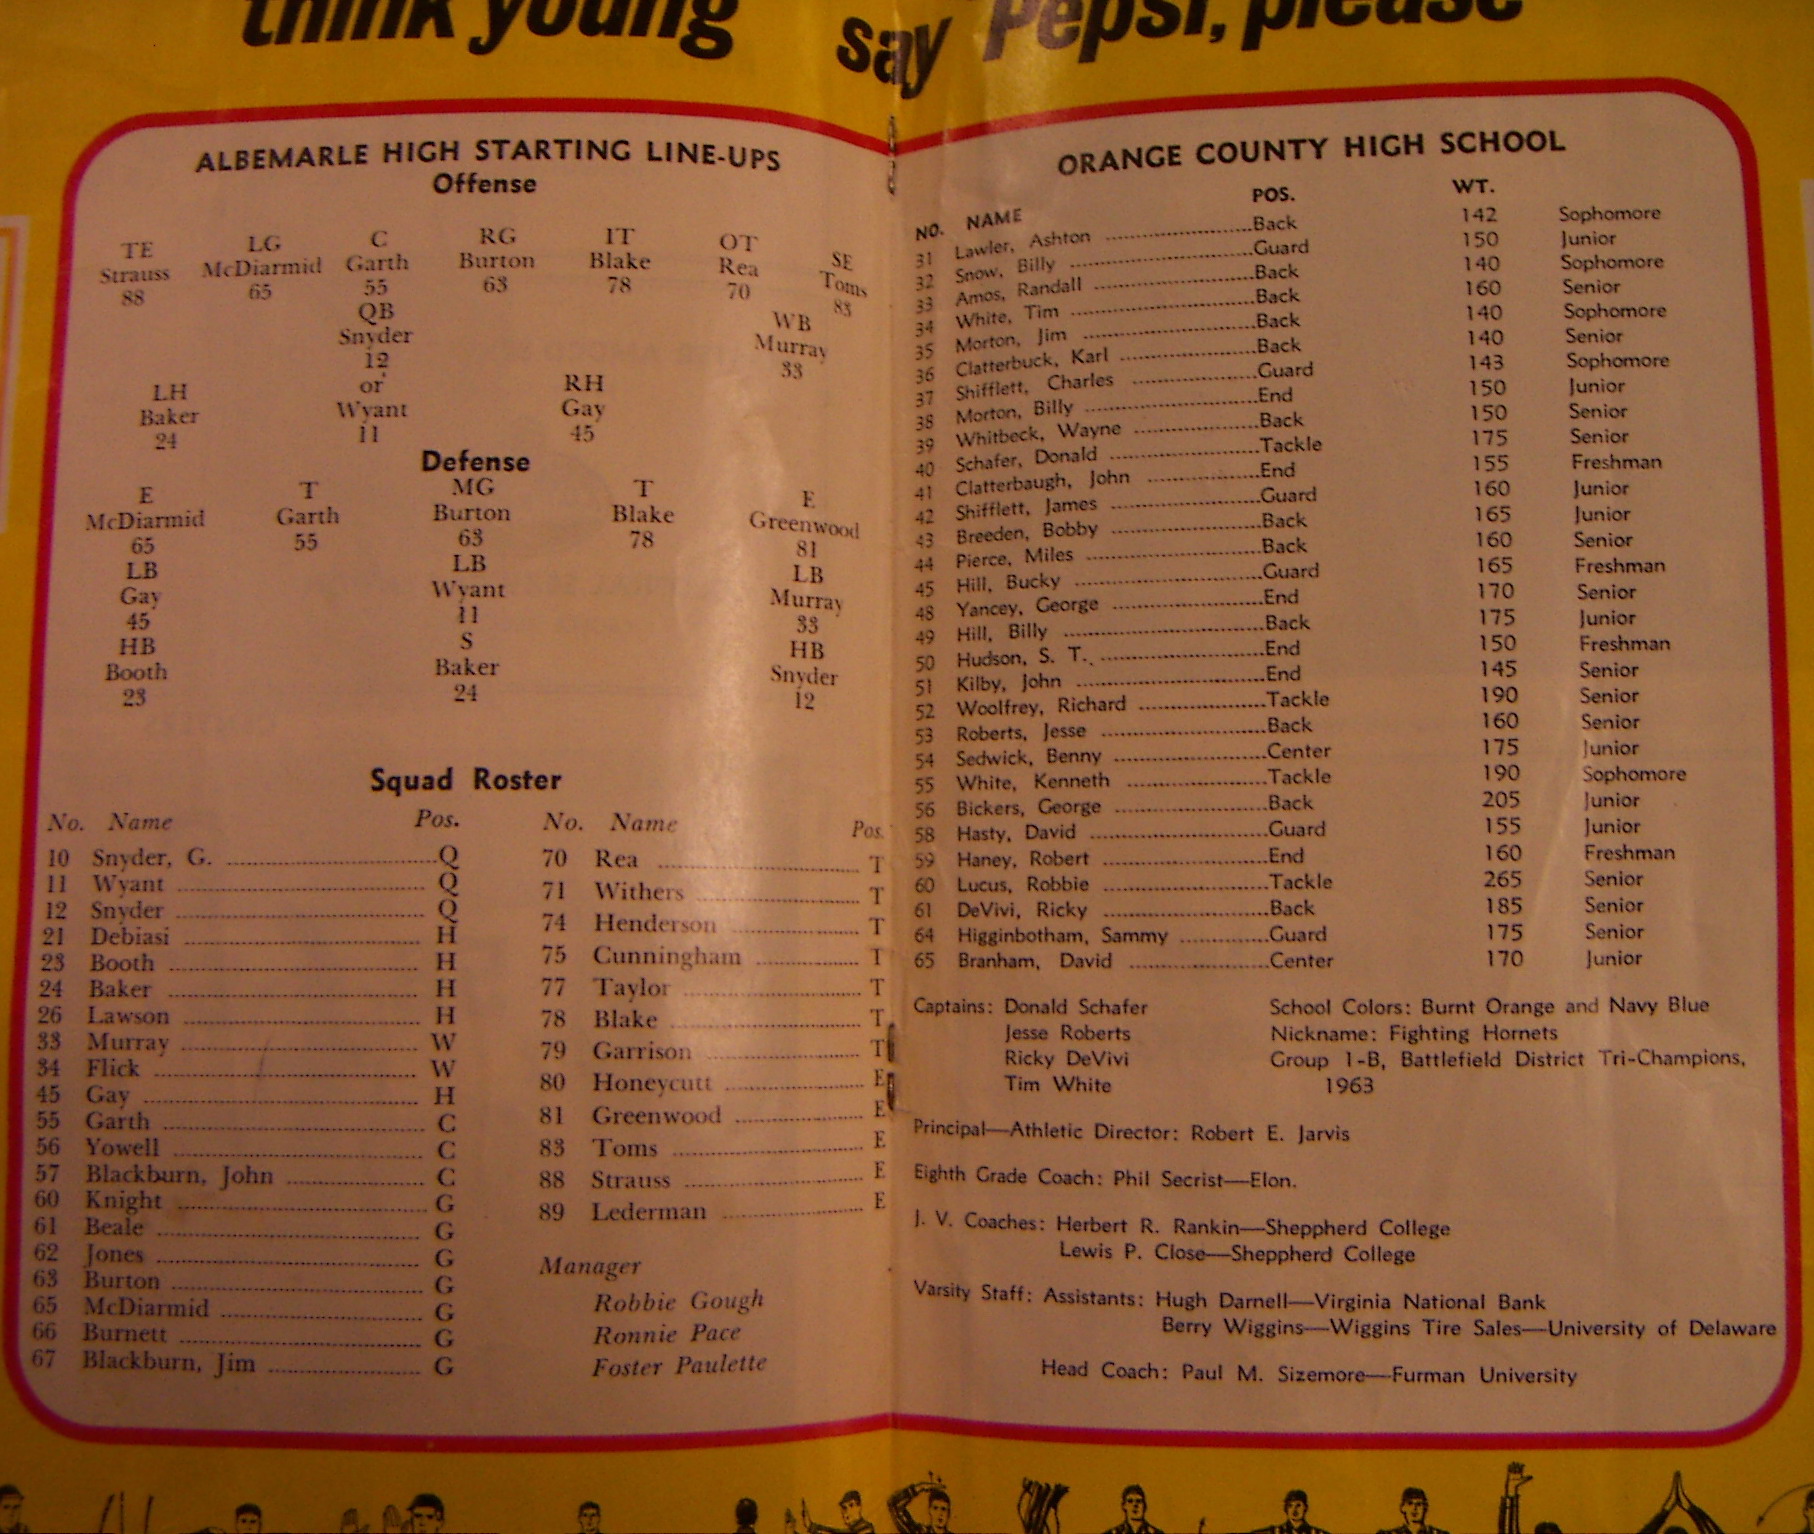 think young say Pepsi, please
ALBEMARLE HIGH STARTING LINE-UPS
Offense
TE LG C RG IT OT SE
Strauss McDiarmid Garth Burton Blake Rea Toms
88 65 55 63 78 70 83
QB WB
Snyder Murray
12 33
LH or RH
Baker Wyant Gay
24 11 45
Defense
E T MG T E
McDiarmid Garth Burton Blake Greenwood
65 55 63 78 81
LB LB LB
Gay Wyant Murray
45 11 33
HB S HB
Booth Baker Snyder
23 24 12
Squad Roster
No. Name Pos.
10 Snyder, G. Q
11 Wyant Q
12 Snyder Q
21 Debiasi H
23 Booth H
24 Baker H
26 Lawson H
33 Murray W
34 Flick W
45 Gay H
55 Garth C
56 Yowell C
57 Blackburn, John C
60 Knight G
61 Beale G
62 Jones G
63 Burton G
65 McDiarmid G
66 Burnett G
67 Blackburn, Jim G
No. Name Pos.
70 Rea T
71 Withers T
74 Henderson T
75 Cunningham T
77 Taylor T
78 Blake T
79 Garrison T
80 Honeycutt E
81 Greenwood E
83 Toms E
88 Strauss E
89 Lederman E
Manager
Robbie Gough
Ronnie Pace
Foster Paulette
ORANGE COUNTY HIGH SCHOOL
NO. NAME POS. WT.
31 Lawler, Ashton Back 142 Sophomore
32 Snow, Billy Guard 150 Junior
33 Amos, Randall Back 140 Sophomore
34 White, Tim Back 160 Senior
35 Morton, Jim Back 140 Sophomore
36 Clatterbuck, Karl Back 140 Senior
37 Shifflett, Charles Guard 143 Sophomore
38 Morton, Billy End 150 Junior
39 Whitbeck, Wayne Back 150 Senior
40 Schafer, Donald Tackle 175 Senior
41 Clatterbaugh, John End 155 Freshman
42 Shifflett, James Guard 160 Junior
43 Breeden, Bobby Back 165 Junior
44 Pierce, Miles Back 160 Senior
45 Hill, Bucky Guard 165 Freshman
48 Yancey, George End 170 Senior
49 Hill, Billy Back 175 Junior
50 Hudson, S. T. End 150 Freshman
51 Kilby, John End 145 Senior
52 Woolfrey, Richard Tackle 190 Senior
53 Roberts, Jesse Back 160 Senior
54 Sedwick, Benny Center 175 Junior
55 White, Kenneth Tackle 190 Sophomore
56 Bickers, George Back 205 Junior
58 Hasty, David Guard 155 Junior
59 Haney, Robert End 160 Freshman
60 Lucus, Robbie Tackle 265 Senior
61 DeVivi, Ricky Back 185 Senior
64 Higginbotham, Sammy Guard 175 Senior
65 Branham, David Center 170 Junior
Captains: Donald Schafer
Jesse Roberts
Ricky DeVivi
Tim White
School Colors: Burnt Orange and Navy Blue
Nickname: Fighting Hornets
Group 1-B, Battlefield District Tri-Champions,
1963
Principal—Athletic Director: Robert E. Jarvis
Eighth Grade Coach: Phil Secrist—Elon.
J. V. Coaches: Herbert R. Rankin—Sheppherd College
Lewis P. Close—Sheppherd College
Varsity Staff: Assistants: Hugh Darnell—Virginia National Bank
Berry Wiggins—Wiggins Tire Sales—University of Delaware
Head Coach: Paul M. Sizemore—Furman University